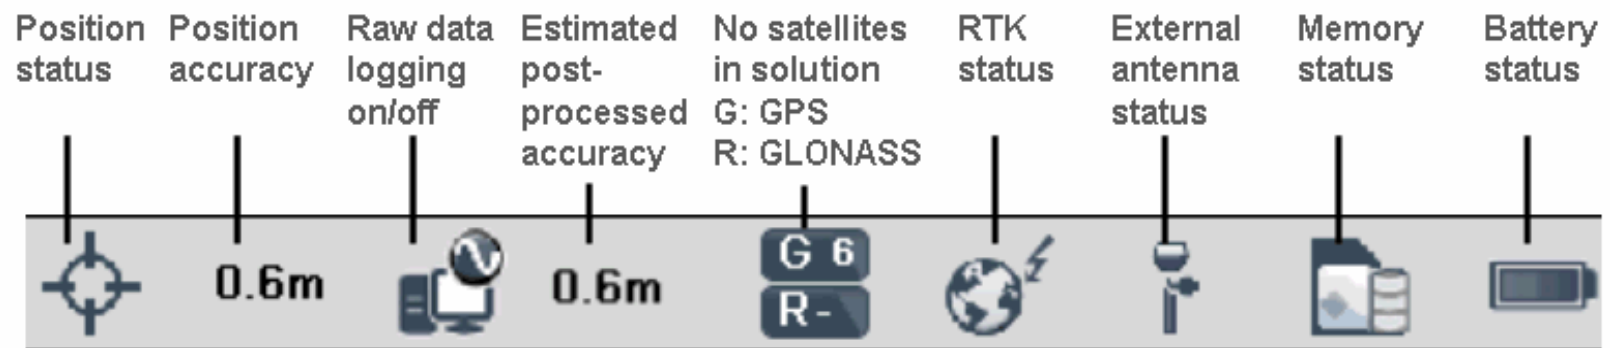 Position
status
Position
accuracy
Raw data
logging
on/off
Estimated
post-
processed
accuracy
No satellites
in solution
G: GPS
R: GLONASS
RTK
status
External
antenna
status
Memory
status
Battery
status
0.6m
0.6m
G 6
R-